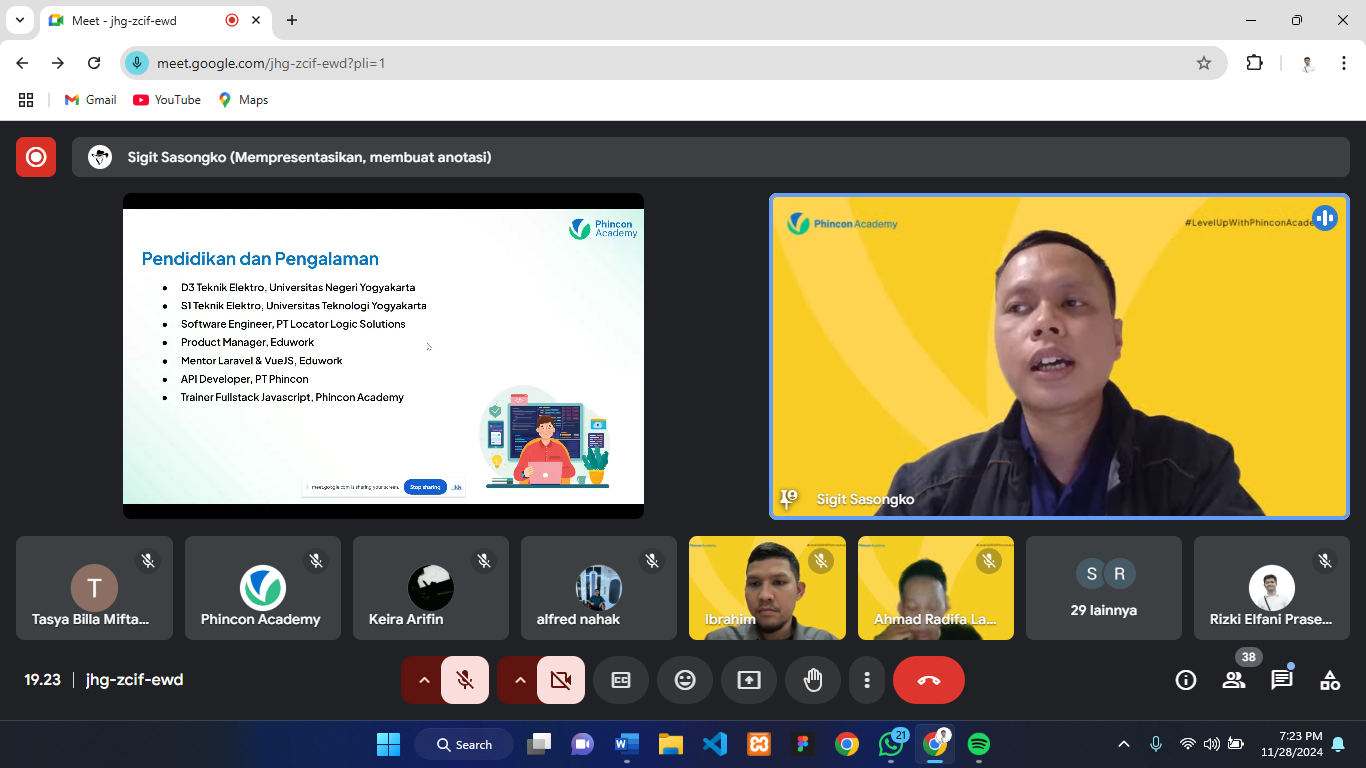 Meet - jhg-zcif-ewd
meet.google.com/jhg-zcif-ewd?pli=1
Gmail
YouTube
Maps
Sigit Sasongko (Mempresentasikan, membuat anotasi)
Phincon
Academy
Pendidikan dan Pengalaman
D3 Teknik Elektro, Universitas Negeri Yogyakarta
S1 Teknik Elektro, Universitas Teknologi Yogyakarta
Software Engineer, PT Locator Logic Solutions
Product Manager, Eduwork
Mentor Laravel & VueJS, Eduwork
API Developer, PT Phincon
Trainer Fullstack Javascript, Phincon Academy
meet.google.com is sharing your screen.
Stop sharing
Hide
Phincon Academy
#LevelUpWithPhinconAcade
Sigit Sasongko
T
Tasya Billa Mifta...
Phincon Academy
Keira Arifin
alfred nahak
Ibrahim
Ahmad Radifa La...
S R
29 lainnya
Rizki Elfani Prase...
19.23 | jhg-zcif-ewd
38
Search
21
7:23 PM
11/28/2024